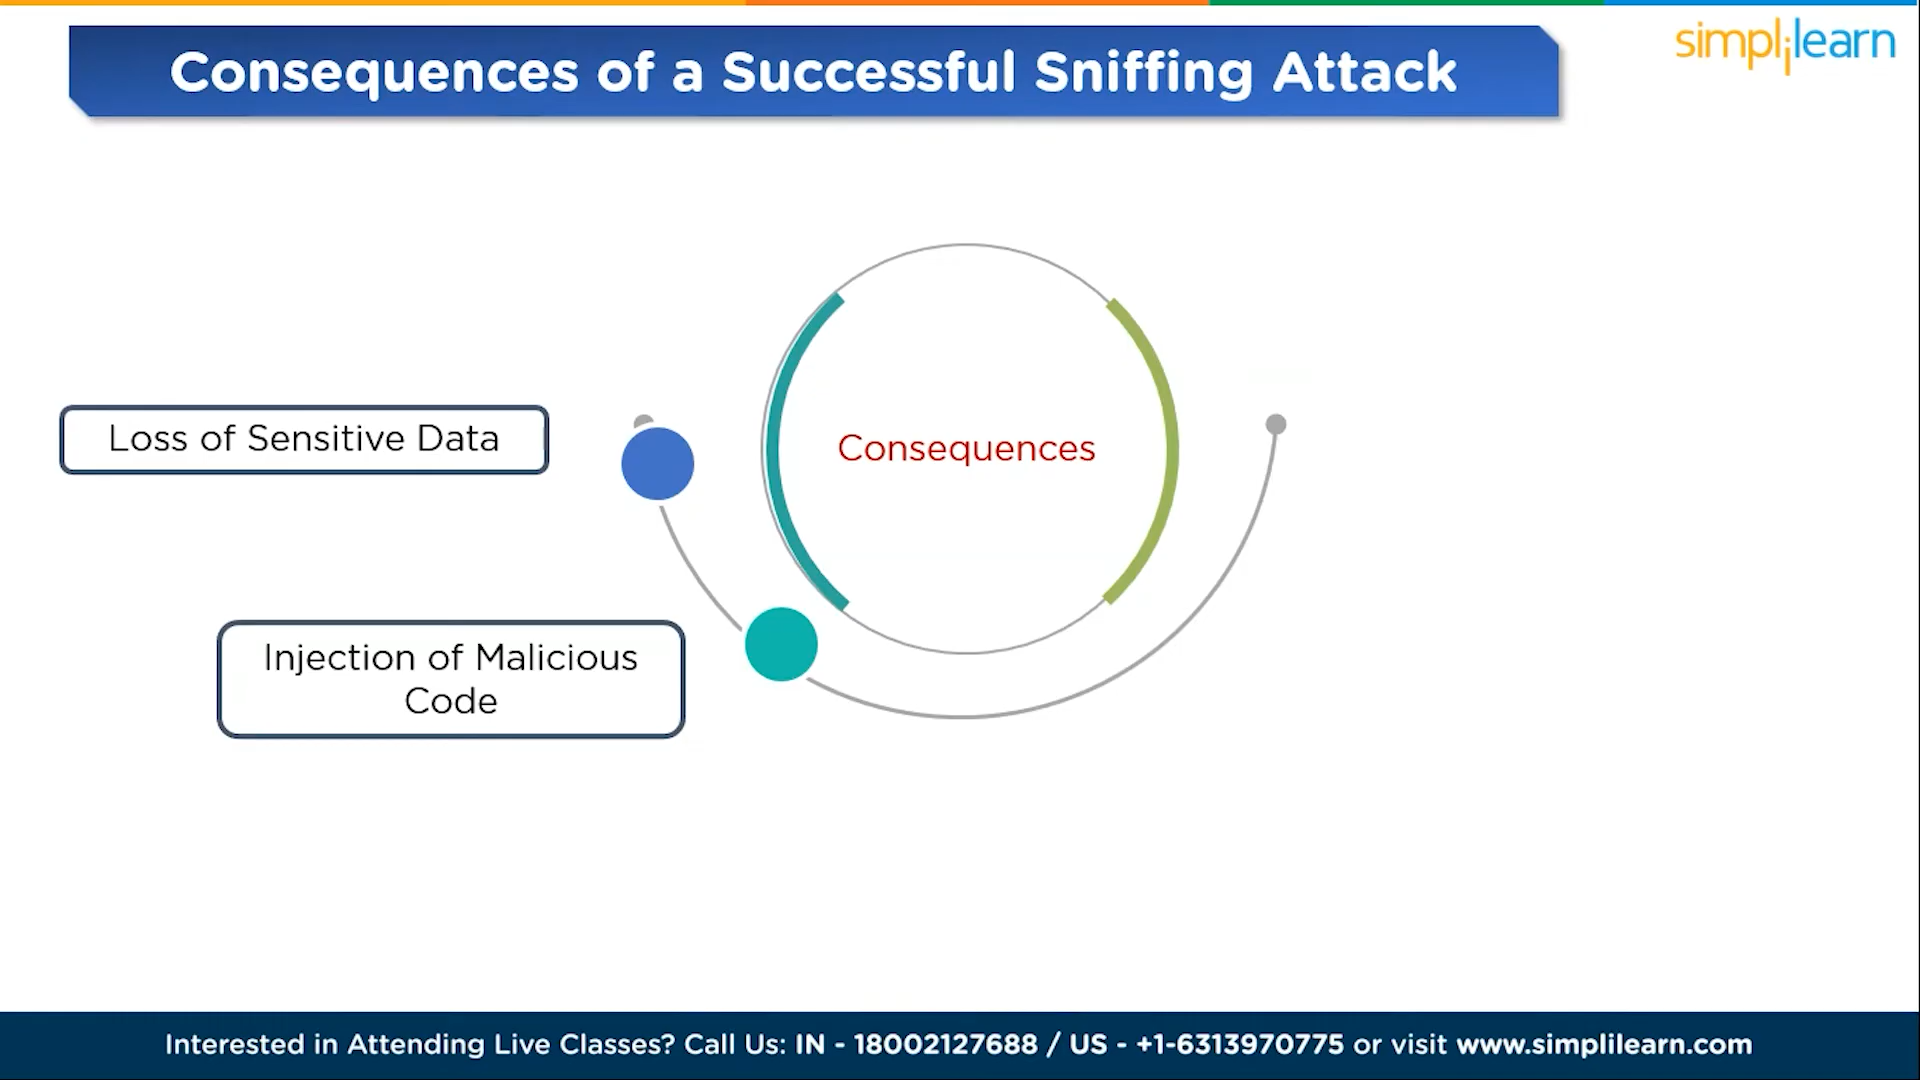 Consequences of a Successful Sniffing Attack
simplilearn
Consequences
Loss of Sensitive Data
Injection of Malicious
Code
Interested in Attending Live Classes? Call Us: IN - 18002127688 / US - +1-6313970775 or visit www.simplilearn.com